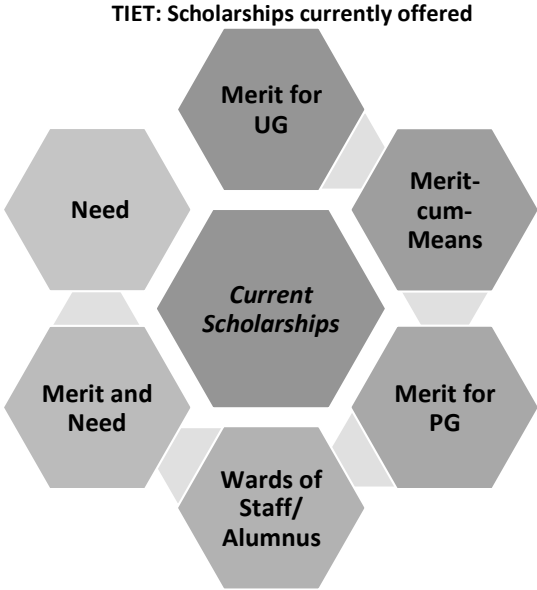 TIET: Scholarships currently offered
Merit for
UG
Merit-
cum-
Means
Need
Current
Scholarships
Merit and
Need
Merit for
PG
Wards of
Staff/
Alumnus